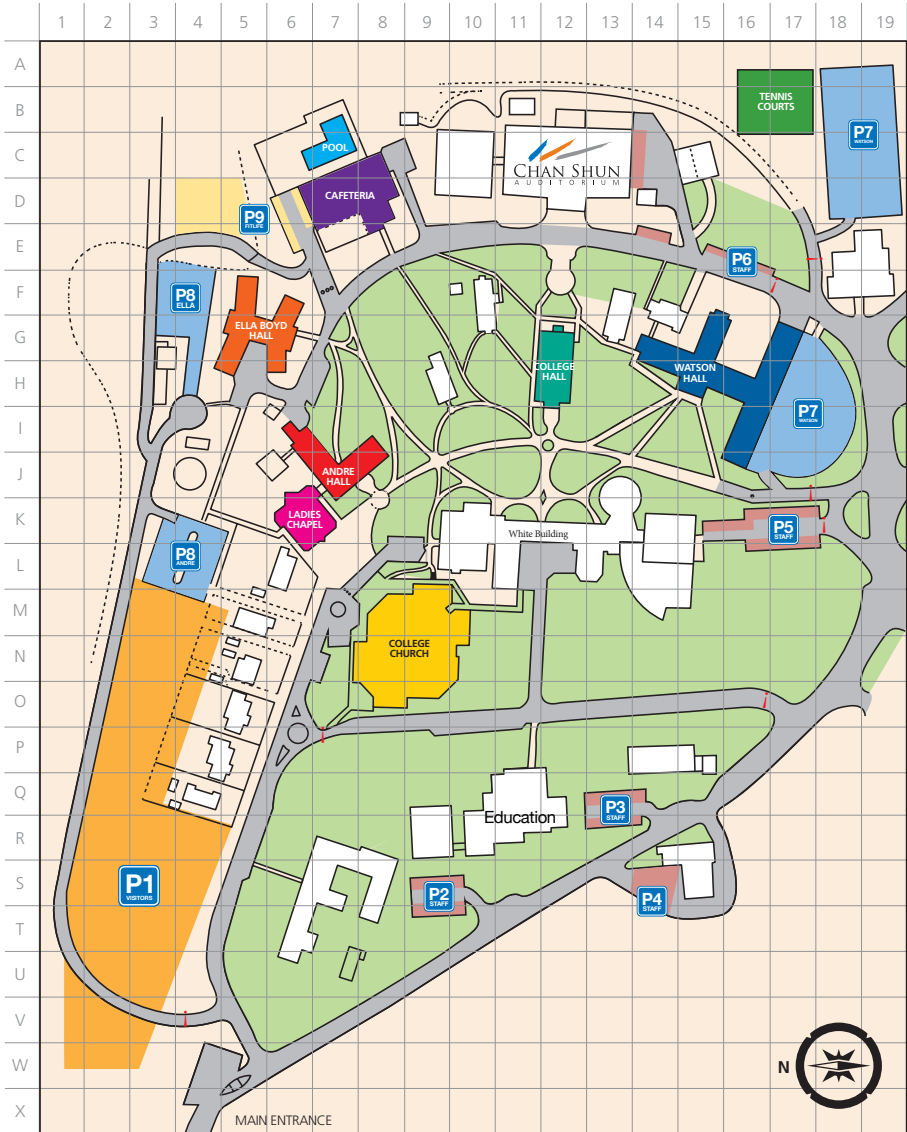 1 2 3 4 5 6 7 8 9 10 11 12 13 14 15 16 17 18 19
A
B
C
D
E
F
G
H
I
J
K
L
M
N
O
P
Q
R
S
T
U
V
W
X
TENNIS
COURTS
P7
WATSON
POOL
CHAN SHUN
AUDITORIUM
CAFETERIA
P9
FITLIFE
P6
STAFF
P8
ELLA
ELLA BOYD
HALL
COLLEGE
HALL
WATSON
HALL
P7
WATSON
ANDRE
HALL
LADIES
CHAPEL
White Building
P5
STAFF
P8
ANDRE
COLLEGE
CHURCH
Education
P3
STAFF
P1
VISITORS
P2
STAFF
P4
STAFF
N
MAIN ENTRANCE